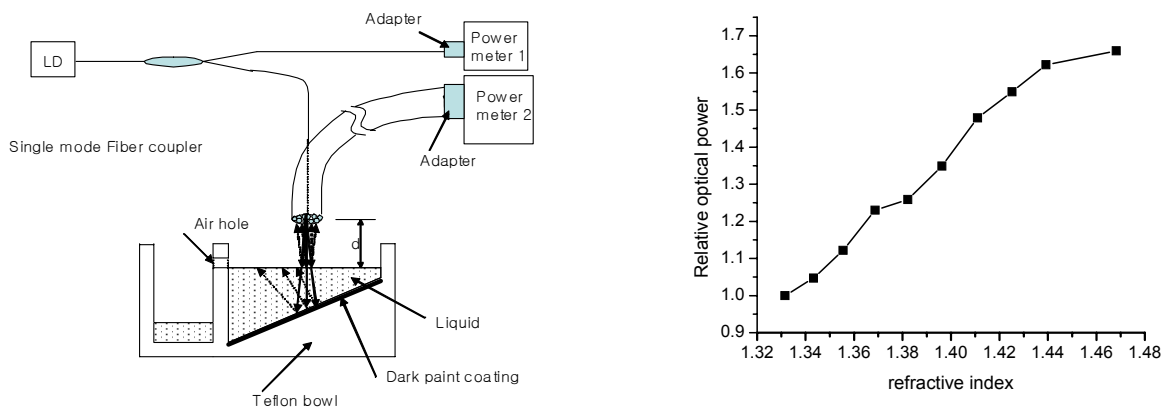 Adapter
LD
Power
meter 1
Power
meter 2
Single mode Fiber coupler
Adapter
Air hole
d
Liquid
Dark paint coating
Teflon bowl
Relative optical power
1.7
1.6
1.5
1.4
1.3
1.2
1.1
1.0
0.9
1.32 1.34 1.36 1.38 1.40 1.42 1.44 1.46 1.48
refractive index